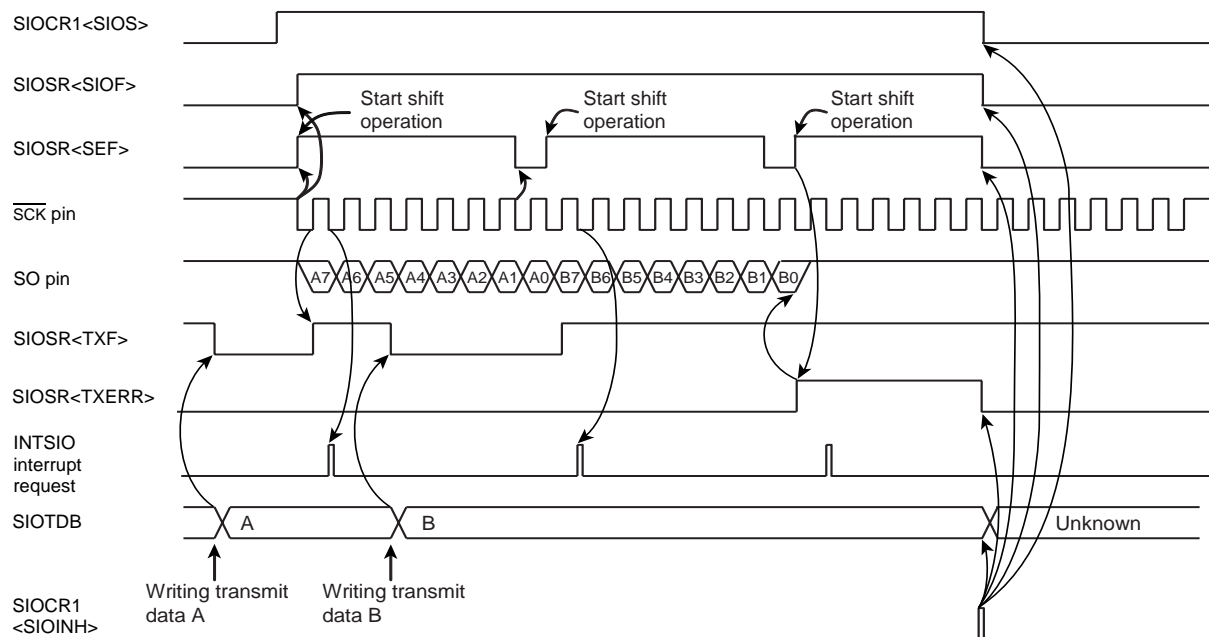 SIOCR1<SIOS>
SIOSR<SIOF>
Start shift
operation
Start shift
operation
Start shift
operation
SIOSR<SEF>
SCK pin
SO pin
A7 A6 A5 A4 A3 A2 A1 A0 B7 B6 B5 B4 B3 B2 B1 B0
SIOSR<TXF>
SIOSR<TXERR>
INTSIO
interrupt
request
SIOTDB
A
B
Unknown
Writing transmit
data A
Writing transmit
data B
SIOCR1
<SIOINH>